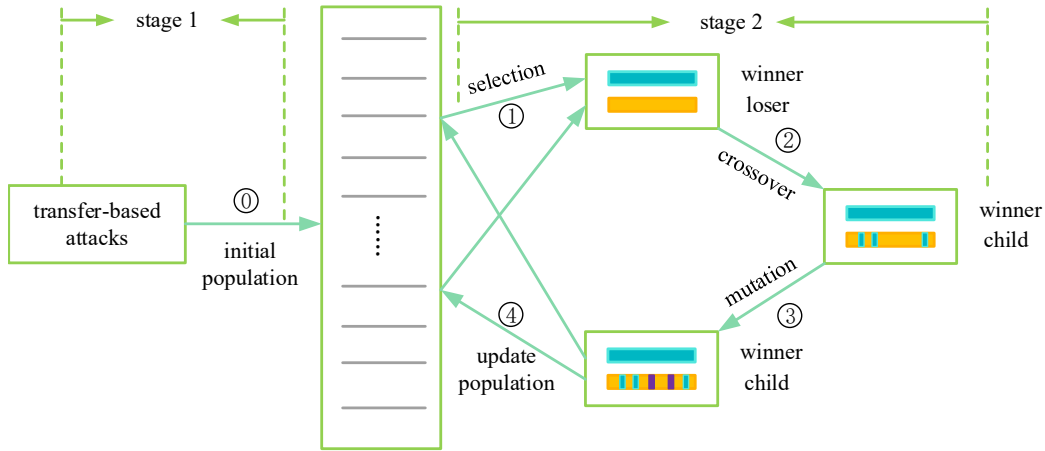 stage 1
stage 2
transfer-based
attacks
⓪
initial
population
selection
①
winner
loser
②
crossover
winner
child
mutation
③
winner
child
④
update
population